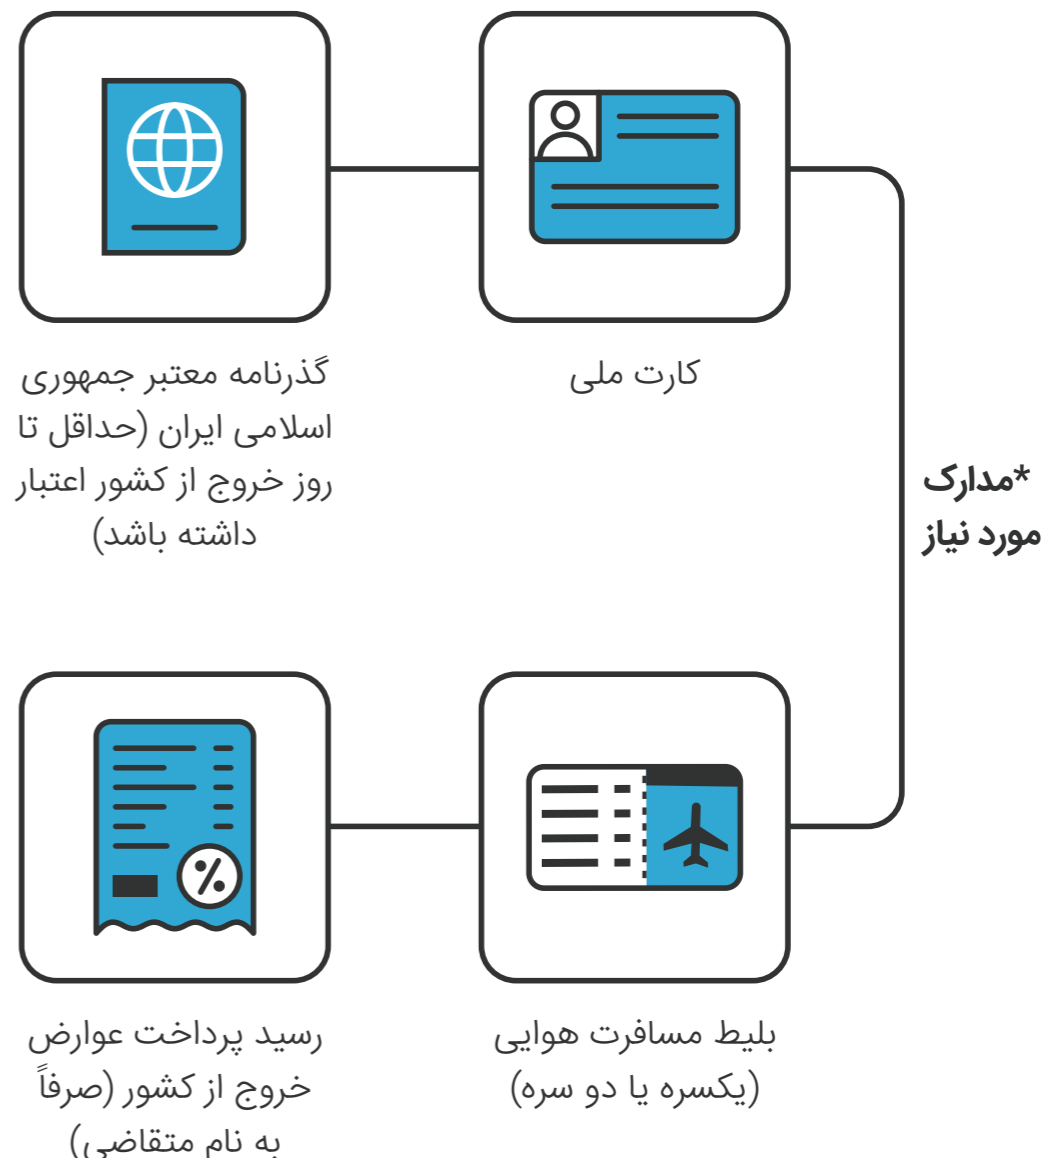 *مدارک
مورد نیاز
کارت ملی
گذرنامه معتبر جمهوری
اسلامی ایران (حداقل تا
روز خروج از کشور اعتبار
داشته باشد)
بلیط مسافرت هوایی
(یکسره یا دو سره)
رسید پرداخت عوارض
خروج از کشور (صرفاً
به نام متقاضی)